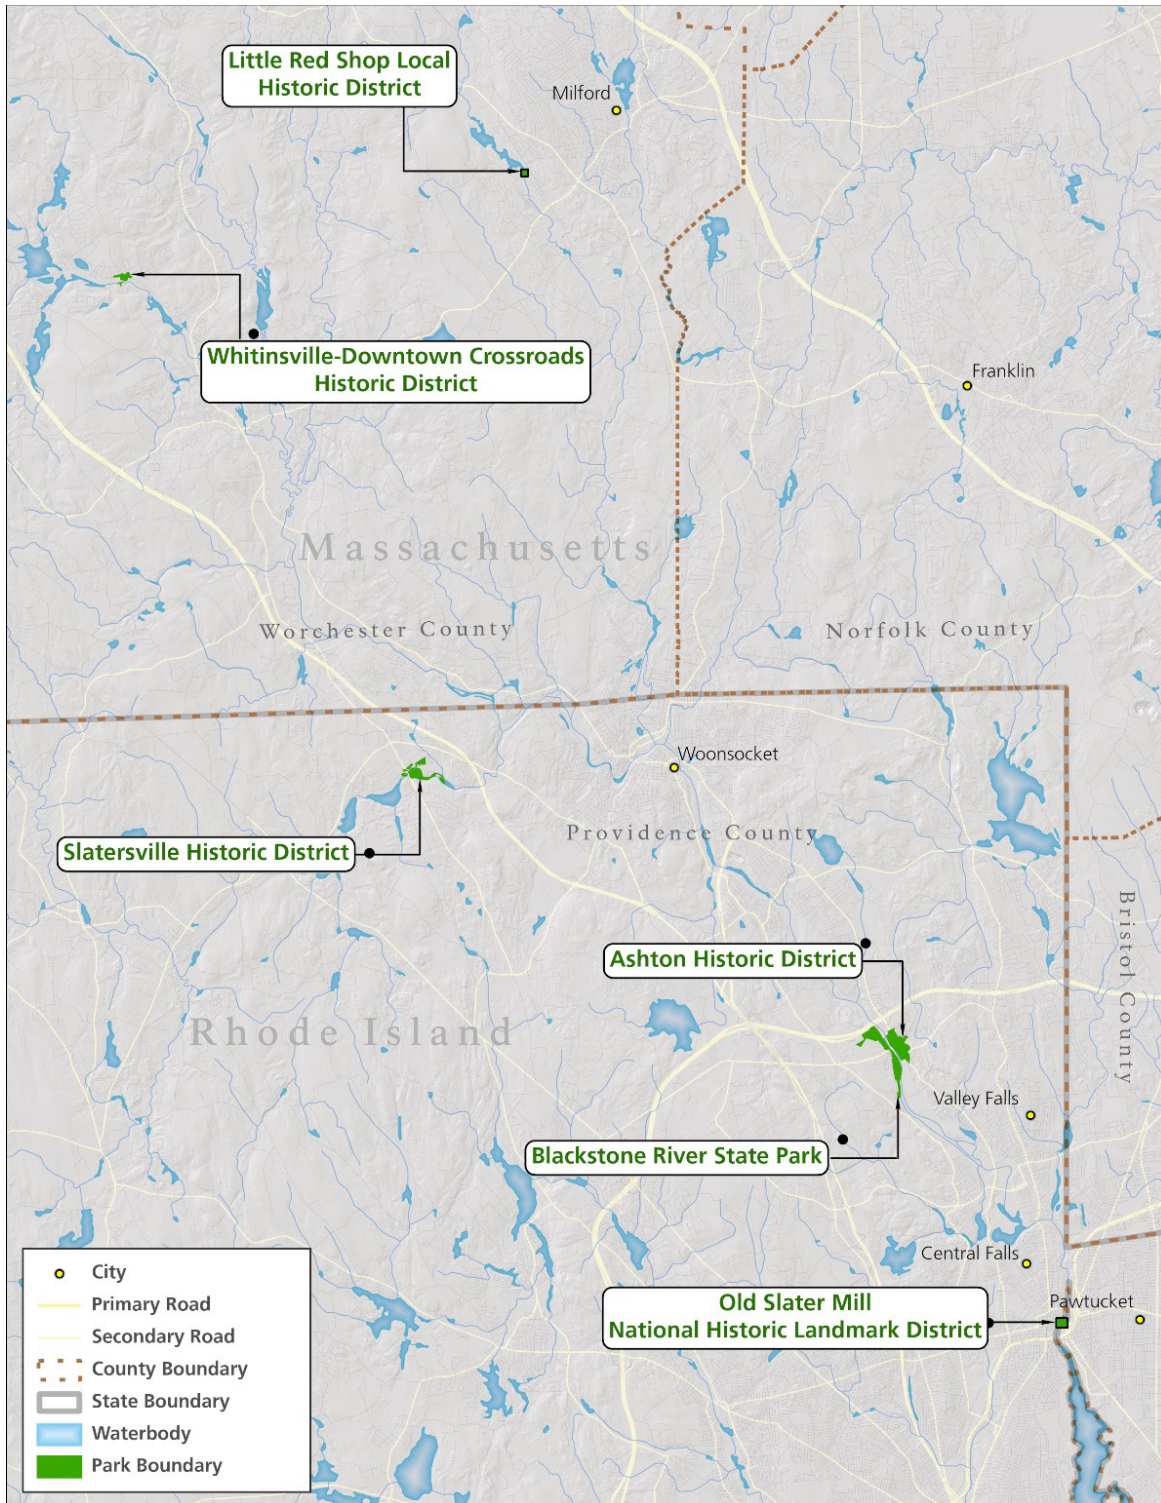 Little Red Shop Local
Historic District
Milford
Whitinsville-Downtown Crossroads
Historic District
Franklin
Massachusetts
Worchester County
Norfolk County
Woonsocket
Providence County
Slatersville Historic District
Bristol County
Ashton Historic District
Rhode Island
Valley Falls
Blackstone River State Park
Central Falls
Old Slater Mill
National Historic Landmark District
Pawtucket
City
Primary Road
Secondary Road
County Boundary
State Boundary
Waterbody
Park Boundary